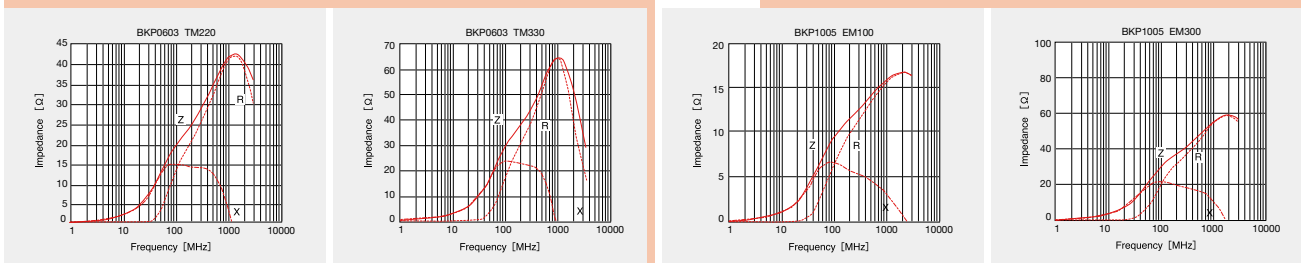 BKP0603 TM220
45
40
35
30
25
20
15
10
5
0
Impedance [Ω]
Z
R
X
1 10 100 1000 10000
Frequency [MHz]
BKP0603 TM330
70
60
50
40
30
20
10
0
Impedance [Ω]
Z
R
X
1 10 100 1000 10000
Frequency [MHz]
BKP1005 EM100
20
15
10
5
0
Impedance [Ω]
Z
R
X
1 10 100 1000 10000
Frequency [MHz]
BKP1005 EM300
100
80
60
40
20
0
Impedance [Ω]
Z
R
X
1 10 100 1000 10000
Frequency [MHz]